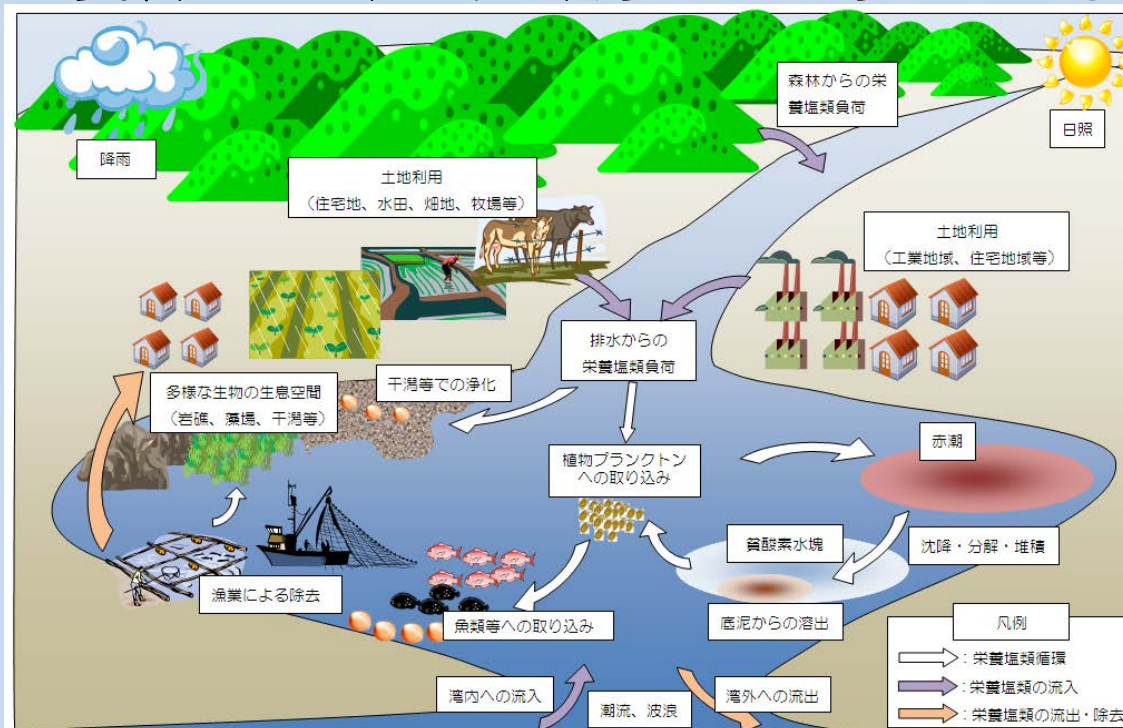 降雨
森林からの栄
養塩類負荷
日照
土地利用
（住宅地、水田、畑地、牧場等）
土地利用
（工業地域、住宅地域等）
排水からの
栄養塩類負荷
多様な生物の生息空間
（岩礁、藻場、干潟等）
干潟等での浄化
植物プランクトン
への取り込み
赤潮
貧酸素水塊
沈降・分解・堆積
漁業による除去
魚類等への取り込み
底泥からの溶出
湾内への流入
潮流、波浪
湾外への流出
凡例
：栄養塩類循環
：栄養塩類の流入
：栄養塩類の流出・除去